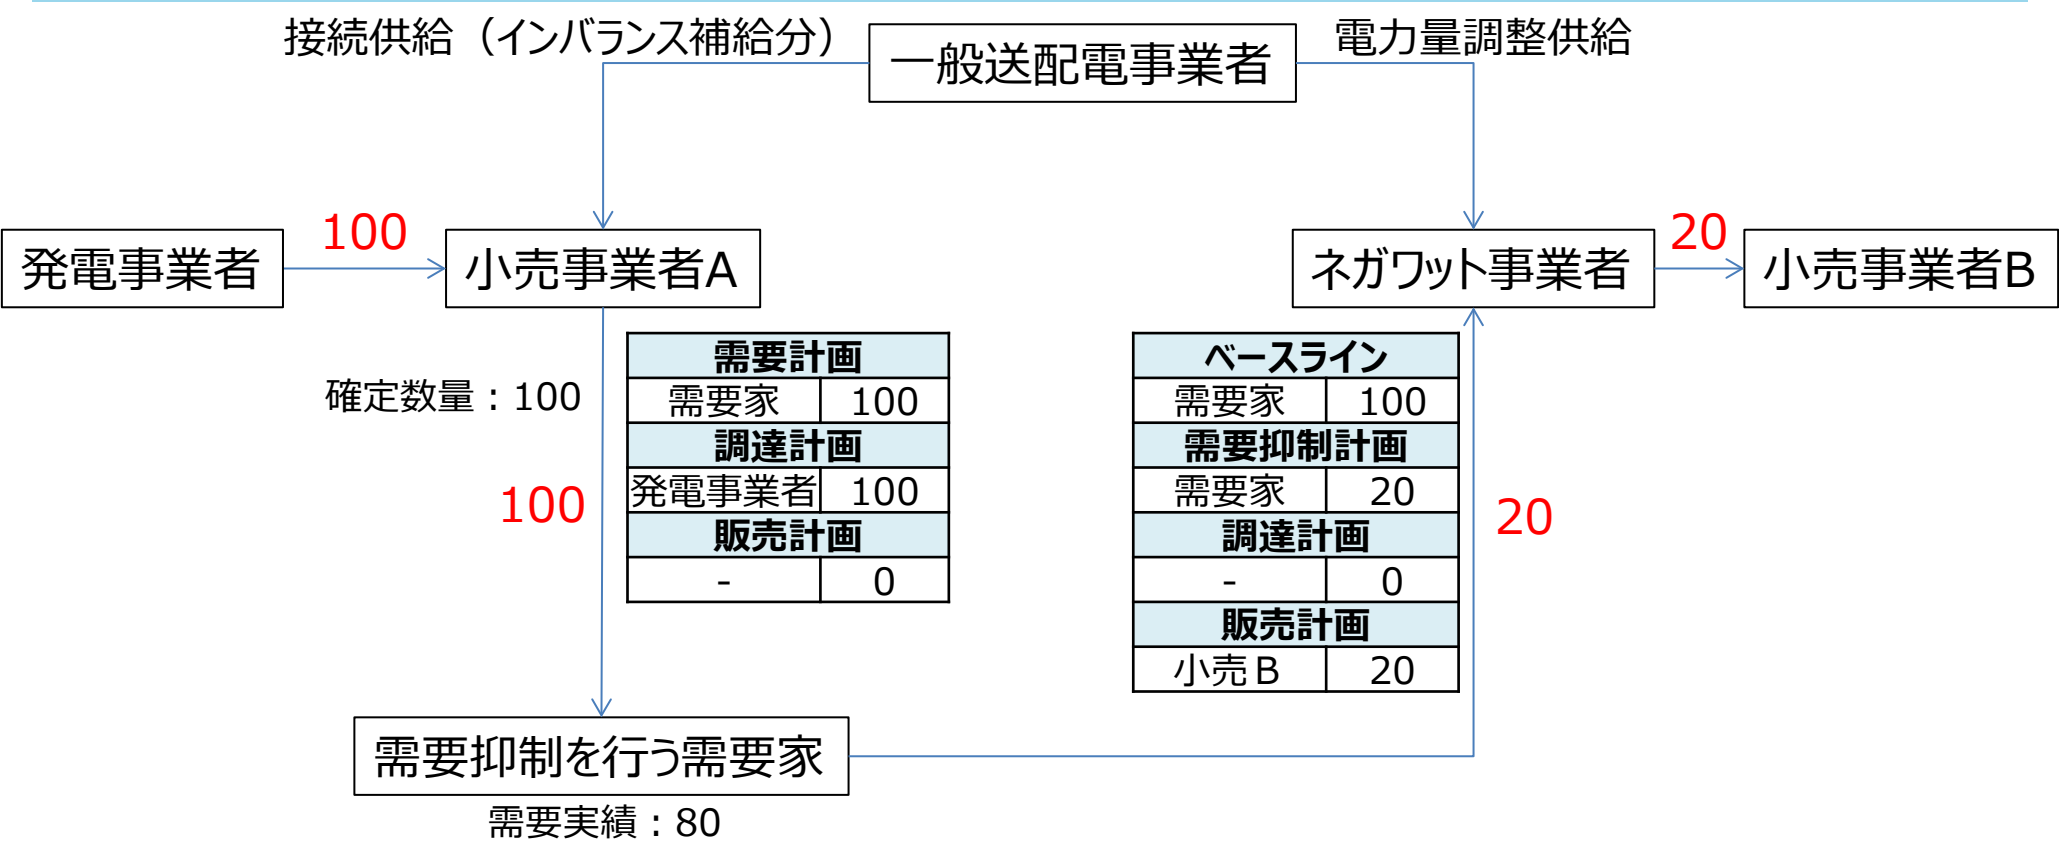 接続供給（インバランス補給分）
一般送配電事業者
電力量調整供給
発電事業者
100
小売事業者A
ネガワット事業者
20
小売事業者B
確定数量：100
100
需要計画
需要家 100
調達計画
発電事業者 100
販売計画
- 0
ベースライン
需要家 100
需要抑制計画
需要家 20
調達計画
- 0
販売計画
小売Ｂ 20
20
需要抑制を行う需要家
需要実績：80